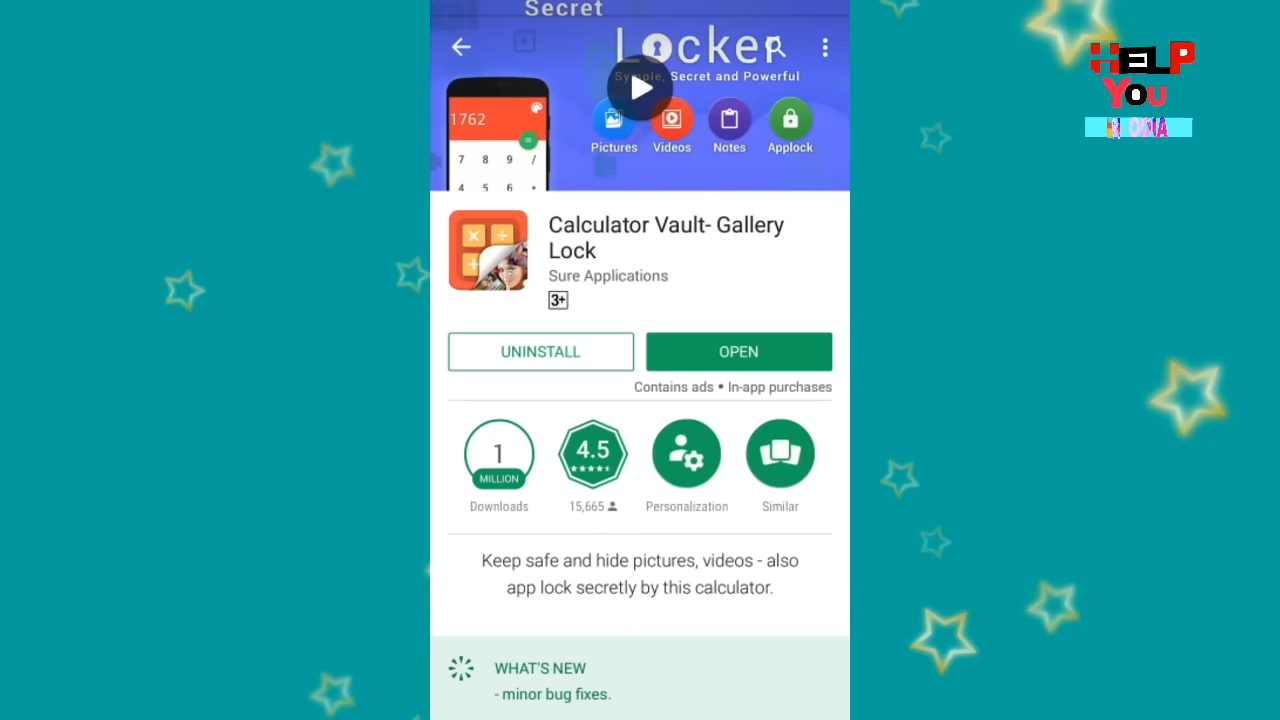 Secret
Locker
Symple, Secret and Powerful
Pictures Videos Notes Applock
1762
7 8 9 /
4 5 6
HELP
YOU
IN ODIA
Calculator Vault- Gallery
Lock
Sure Applications
3+
UNINSTALL OPEN
Contains ads • In-app purchases
1 4.5
MILLION
Downloads 15,665 Personalization Similar
Keep safe and hide pictures, videos - also
app lock secretly by this calculator.
WHAT'S NEW
- minor bug fixes.